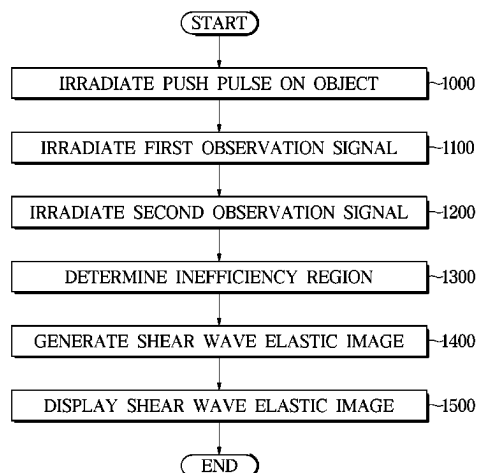 START
IRRADIATE PUSH PULSE ON OBJECT 1000
IRRADIATE FIRST OBSERVATION SIGNAL 1100
IRRADIATE SECOND OBSERVATION SIGNAL 1200
DETERMINE INEFFICIENCY REGION 1300
GENERATE SHEAR WAVE ELASTIC IMAGE 1400
DISPLAY SHEAR WAVE ELASTIC IMAGE 1500
END